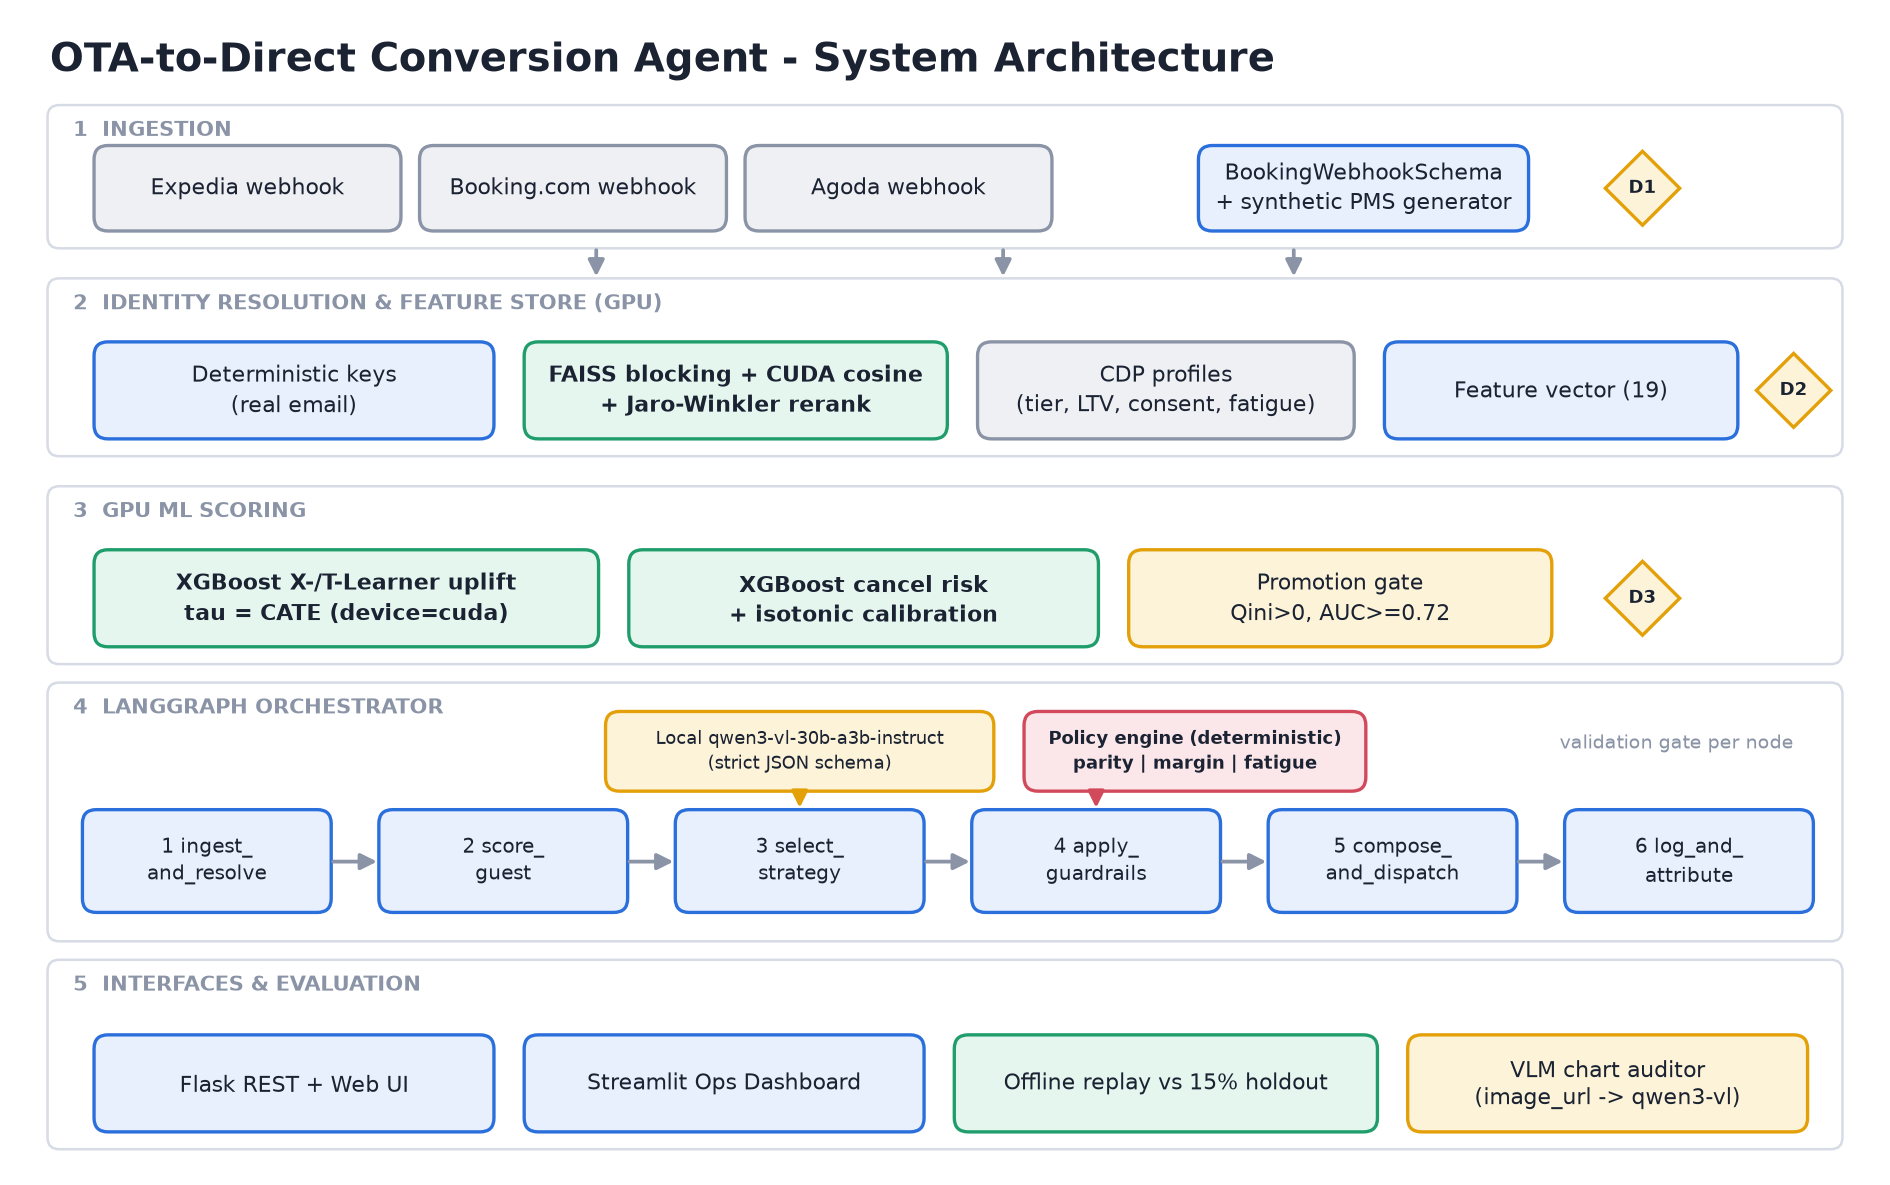 OTA-to-Direct Conversion Agent - System Architecture
1 INGESTION
Expedia webhook
Booking.com webhook
Agoda webhook
BookingWebhookSchema
+ synthetic PMS generator
D1
2 IDENTITY RESOLUTION & FEATURE STORE (GPU)
Deterministic keys
(real email)
FAISS blocking + CUDA cosine
+ Jaro-Winkler rerank
CDP profiles
(tier, LTV, consent, fatigue)
Feature vector (19)
D2
3 GPU ML SCORING
XGBoost X-/T-Learner uplift
tau = CATE (device=cuda)
XGBoost cancel risk
+ isotonic calibration
Promotion gate
Qini>0, AUC>=0.72
D3
4 LANGGRAPH ORCHESTRATOR
Local qwen3-vl-30b-a3b-instruct
(strict JSON schema)
Policy engine (deterministic)
parity | margin | fatigue
validation gate per node
1 ingest_
and_resolve
2 score_
guest
3 select_
strategy
4 apply_
guardrails
5 compose_
and_dispatch
6 log_and_
attribute
5 INTERFACES & EVALUATION
Flask REST + Web UI
Streamlit Ops Dashboard
Offline replay vs 15% holdout
VLM chart auditor
(image_url -> qwen3-vl)